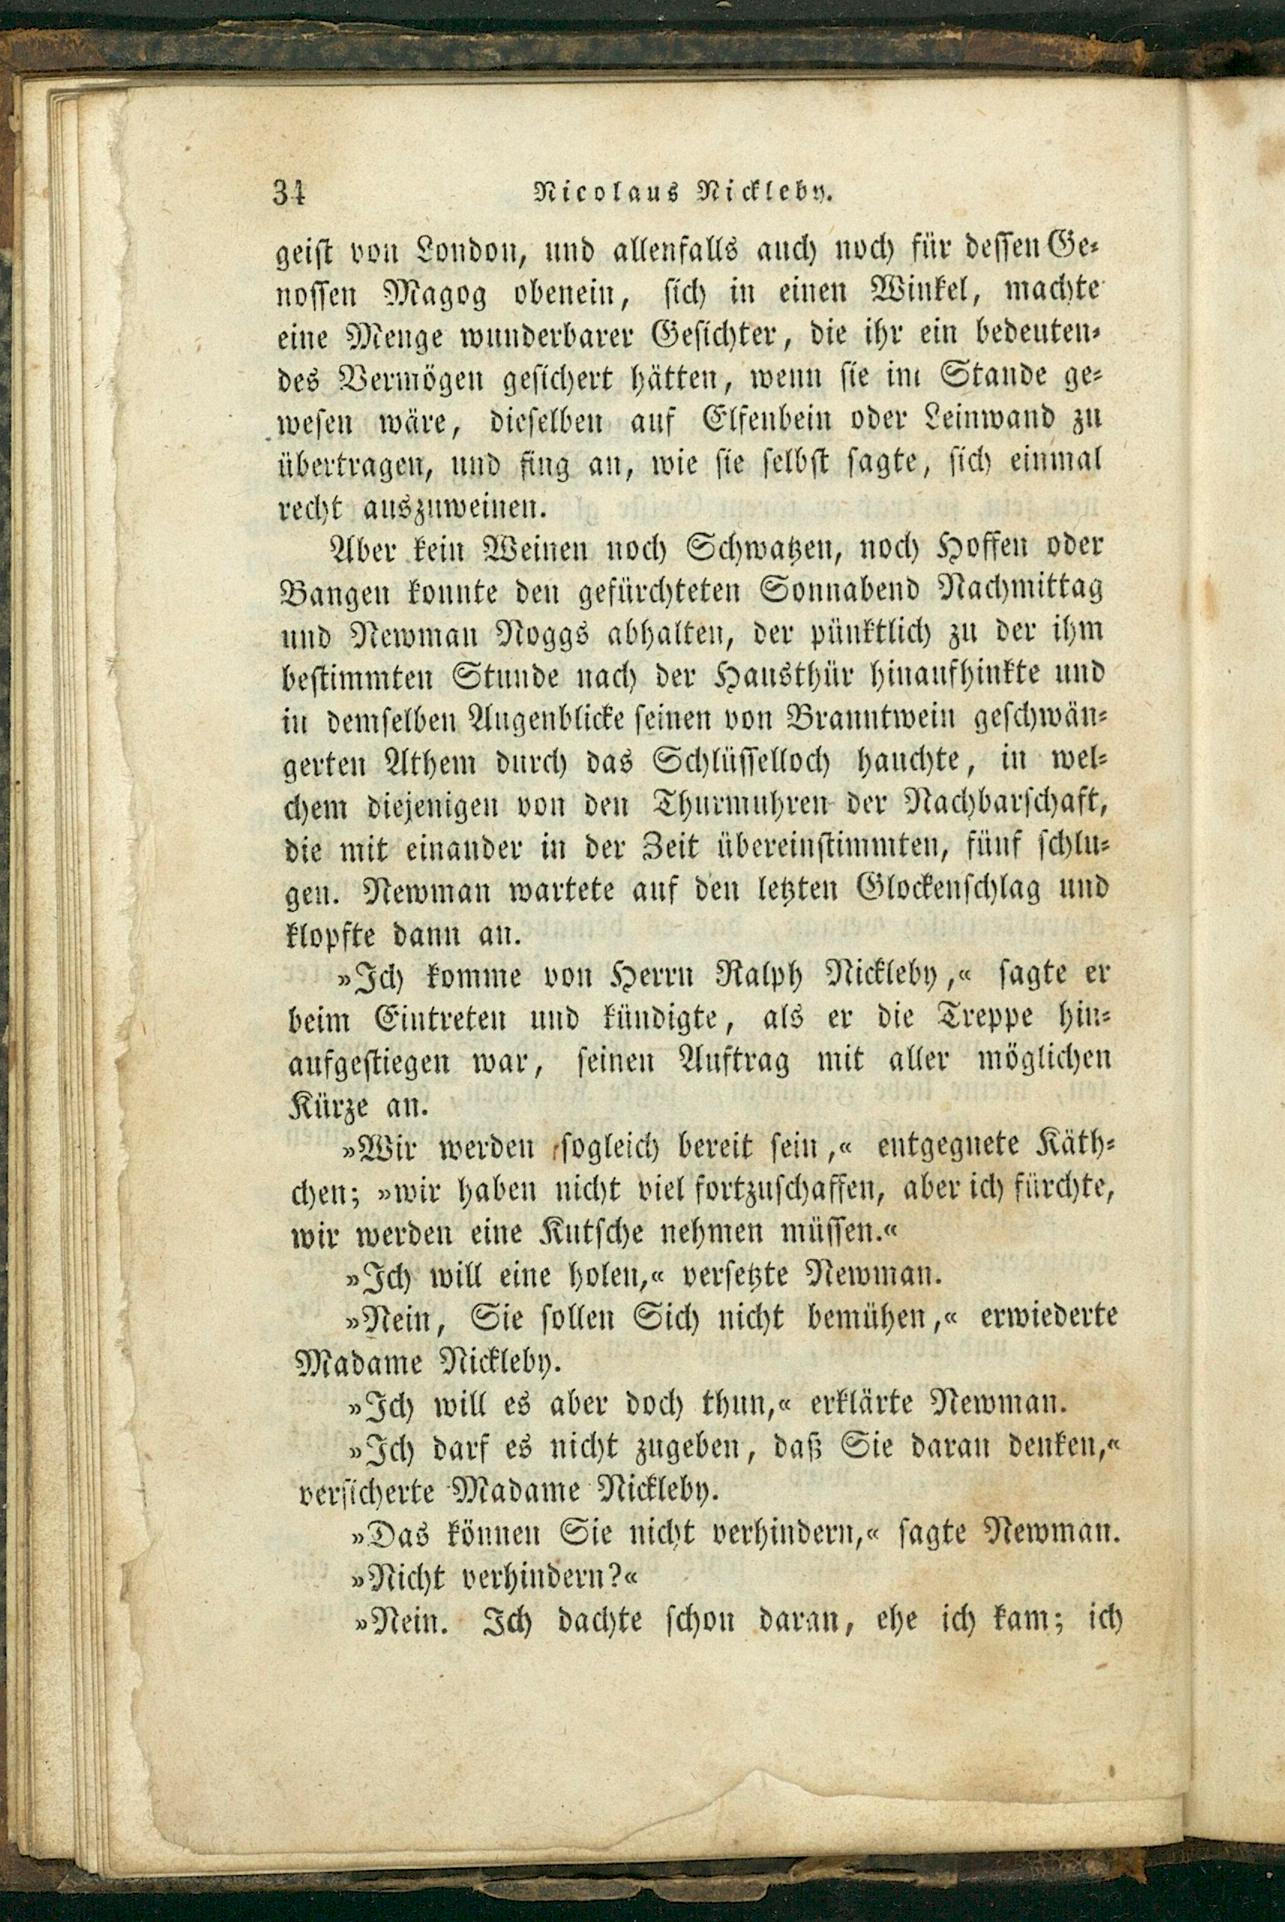 34 Nicolaus Nickleby.
geist von London, und allenfalls auch noch für dessen Ge-
nossen Magog obenein, sich in einen Winkel, machte
eine Menge wunderbarer Gesichter, die ihr ein bedeuten-
des Vermögen gesichert hätten, wenn sie im Stande ge-
wesen wäre, dieselben auf Elfenbein oder Leinwand zu
übertragen, und fing an, wie sie selbst sagte, sich einmal
recht auszuweinen.
Aber kein Weinen noch Schwatzen, noch Hoffen oder
Bangen konnte den gefürchteten Sonnabend Nachmittag
und Newman Noggs abhalten, der pünktlich zu der ihm
bestimmten Stunde nach der Hausthür hinaufhinkte und
in demselben Augenblicke seinen von Branntwein geschwän-
gerten Athem durch das Schlüsselloch hauchte, in wel-
chem diejenigen von den Thurmuhren der Nachbarschaft,
die mit einander in der Zeit übereinstimmten, fünf schlu-
gen. Newman wartete auf den letzten Glockenschlag und
klopfte dann an.
»Ich komme von Herrn Ralph Nickleby,« sagte er
beim Eintreten und kündigte, als er die Treppe hin-
aufgestiegen war, seinen Auftrag mit aller möglichen
Kürze an.
»Wir werden sogleich bereit sein,« entgegnete Käth-
chen; »wir haben nicht viel fortzuschaffen, aber ich fürchte,
wir werden eine Kutsche nehmen müssen.«
»Ich will eine holen,« versetzte Newman.
»Nein, Sie sollen Sich nicht bemühen,« erwiederte
Madame Nickleby.
»Ich will es aber doch thun,« erklärte Newman.
»Ich darf es nicht zugeben, daß Sie daran denken,«
versicherte Madame Nickleby.
»Das können Sie nicht verhindern,« sagte Newman.
»Nicht verhindern?«
»Nein. Ich dachte schon daran, ehe ich kam; ich